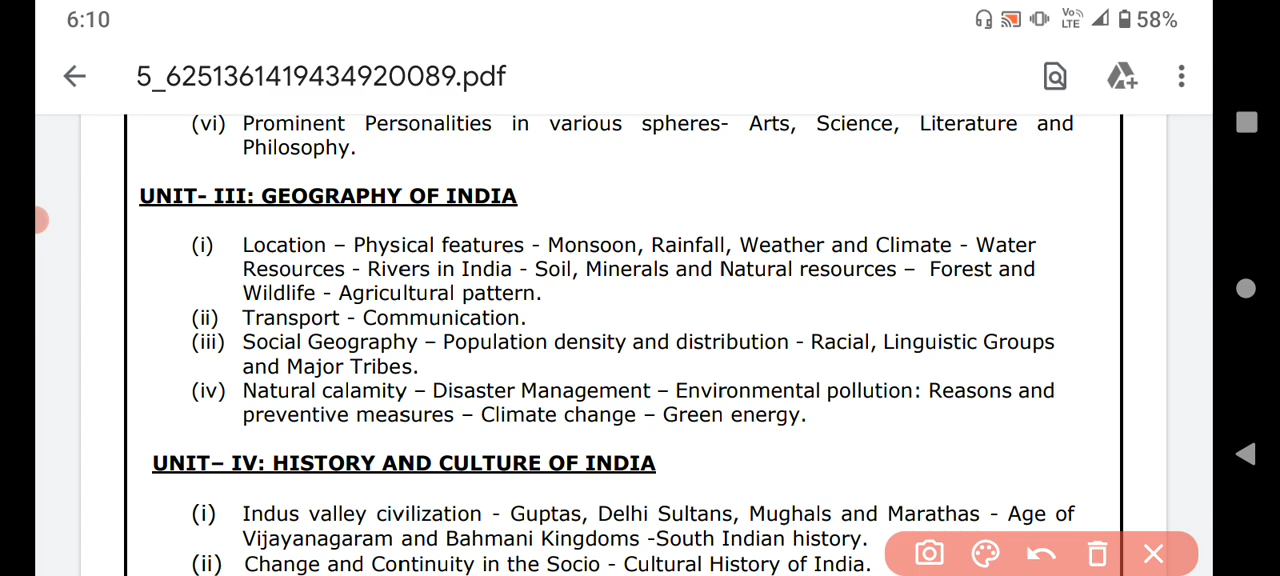 6:10
Vo LTE 58%
5_6251361419434920089.pdf
(vi) Prominent Personalities in various spheres- Arts, Science, Literature and
Philosophy.
UNIT- III: GEOGRAPHY OF INDIA
(i) Location – Physical features - Monsoon, Rainfall, Weather and Climate - Water
Resources - Rivers in India - Soil, Minerals and Natural resources – Forest and
Wildlife - Agricultural pattern.
(ii) Transport - Communication.
(iii) Social Geography – Population density and distribution - Racial, Linguistic Groups
and Major Tribes.
(iv) Natural calamity – Disaster Management – Environmental pollution: Reasons and
preventive measures – Climate change – Green energy.
UNIT– IV: HISTORY AND CULTURE OF INDIA
(i) Indus valley civilization - Guptas, Delhi Sultans, Mughals and Marathas - Age of
Vijayanagaram and Bahmani Kingdoms -South Indian history.
(ii) Change and Continuity in the Socio - Cultural History of India.